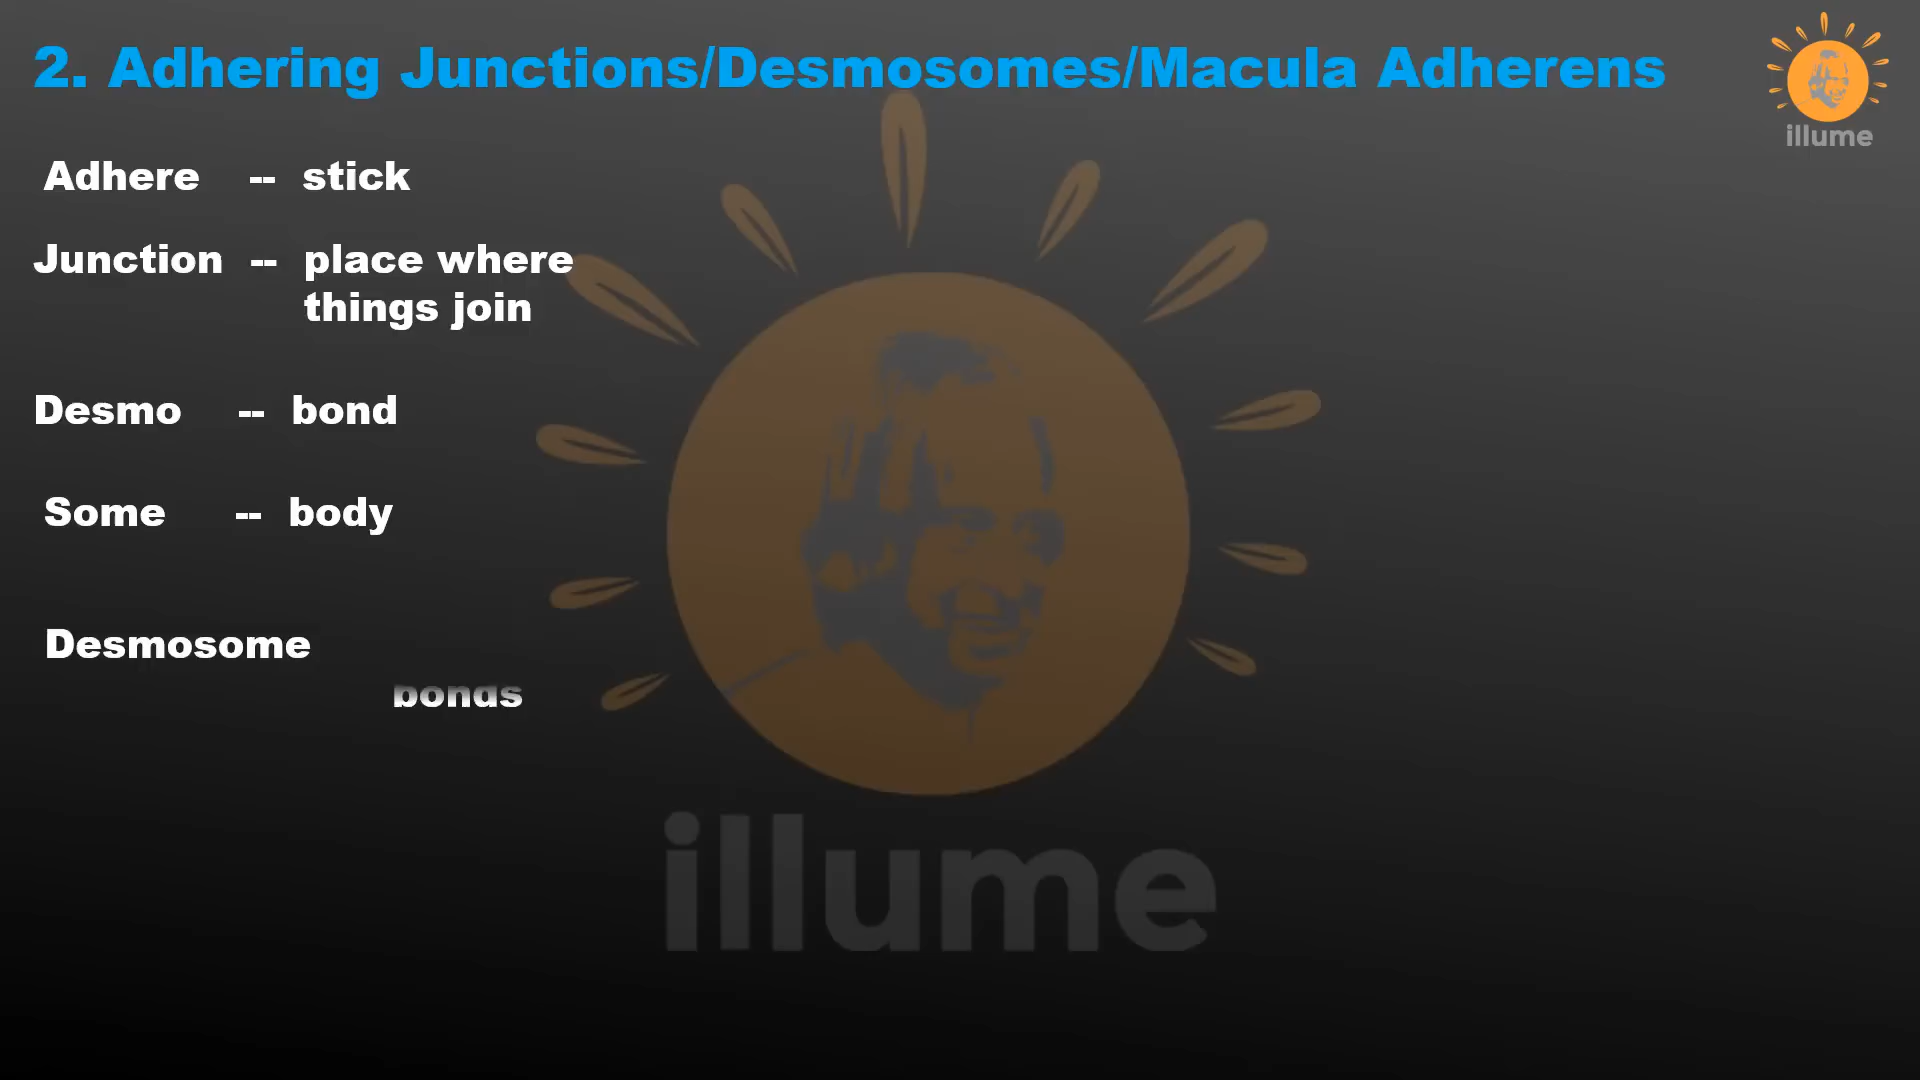 2. Adhering Junctions/Desmosomes/Macula Adherens
illume
Adhere -- stick
Junction -- place where
things join
Desmo -- bond
Some -- body
Desmosome
bonds
illume